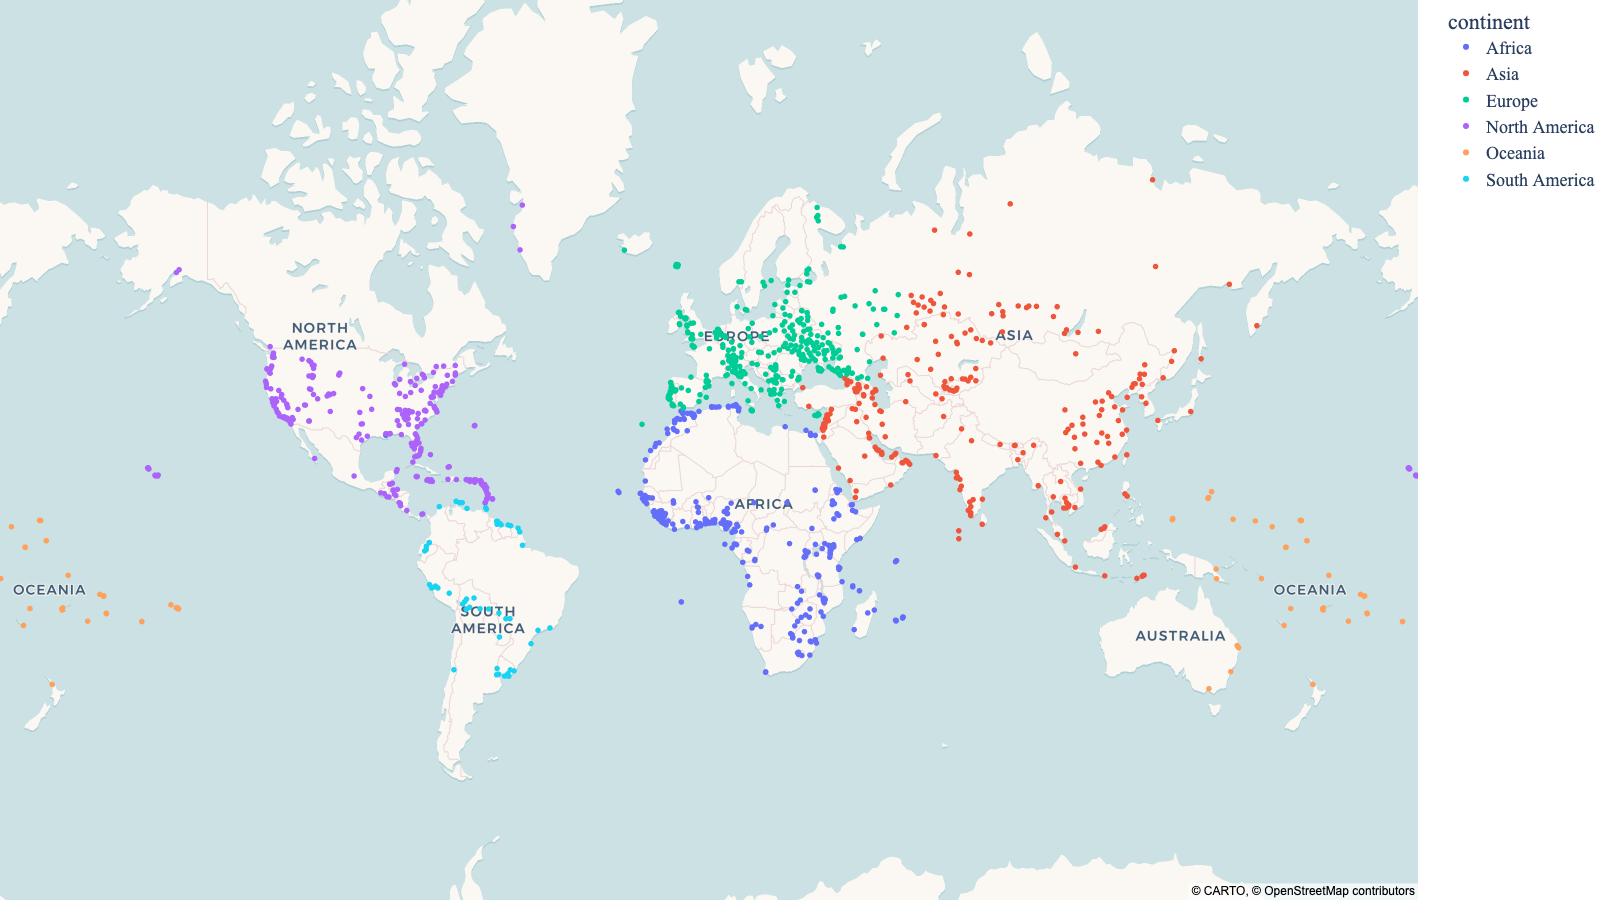 continent
Africa
Asia
Europe
North America
Oceania
South America
NORTH
AMERICA
EUROPE
ASIA
AFRICA
OCEANIA
OCEANIA
SOUTH
AMERICA
AUSTRALIA
© CARTO, © OpenStreetMap contributors